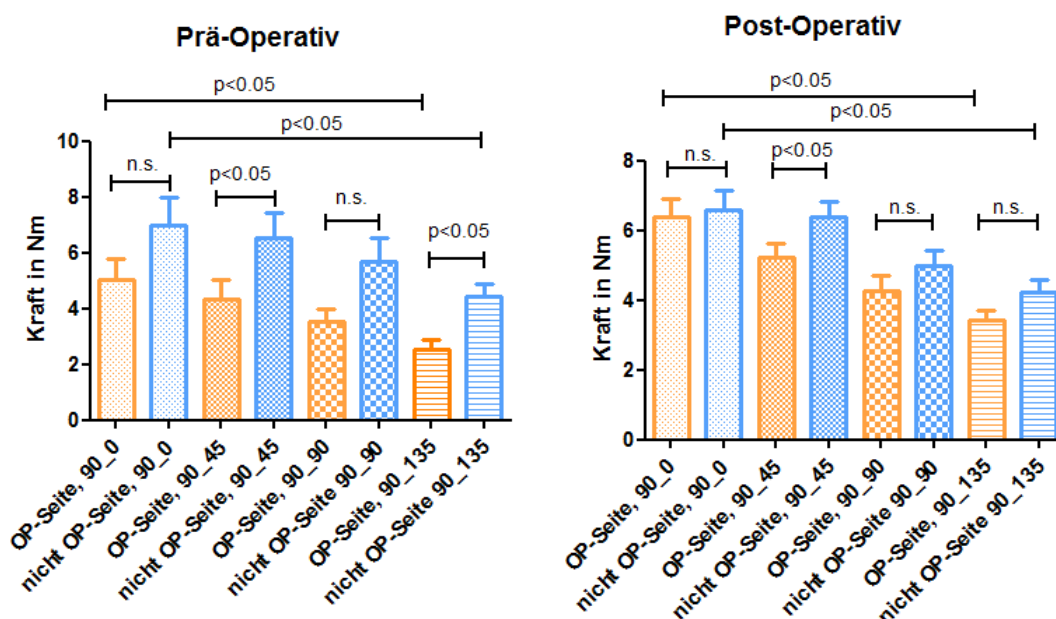 Prä-Operativ
p<0.05
p<0.05
n.s.
p<0.05
n.s.
p<0.05
Kraft in Nm
10
8
6
4
2
0
OP-Seite, 90_0
nicht OP-Seite, 90_0
OP-Seite, 90_45
nicht OP-Seite, 90_45
OP-Seite, 90_90
nicht OP-Seite 90_90
OP-Seite, 90_135
nicht OP-Seite 90_135
Post-Operativ
p<0.05
p<0.05
n.s.
p<0.05
n.s.
n.s.
Kraft in Nm
8
6
4
2
0
OP-Seite, 90_0
nicht OP-Seite, 90_0
OP-Seite, 90_45
nicht OP-Seite, 90_45
OP-Seite, 90_90
nicht OP-Seite 90_90
OP-Seite, 90_135
nicht OP-Seite 90_135